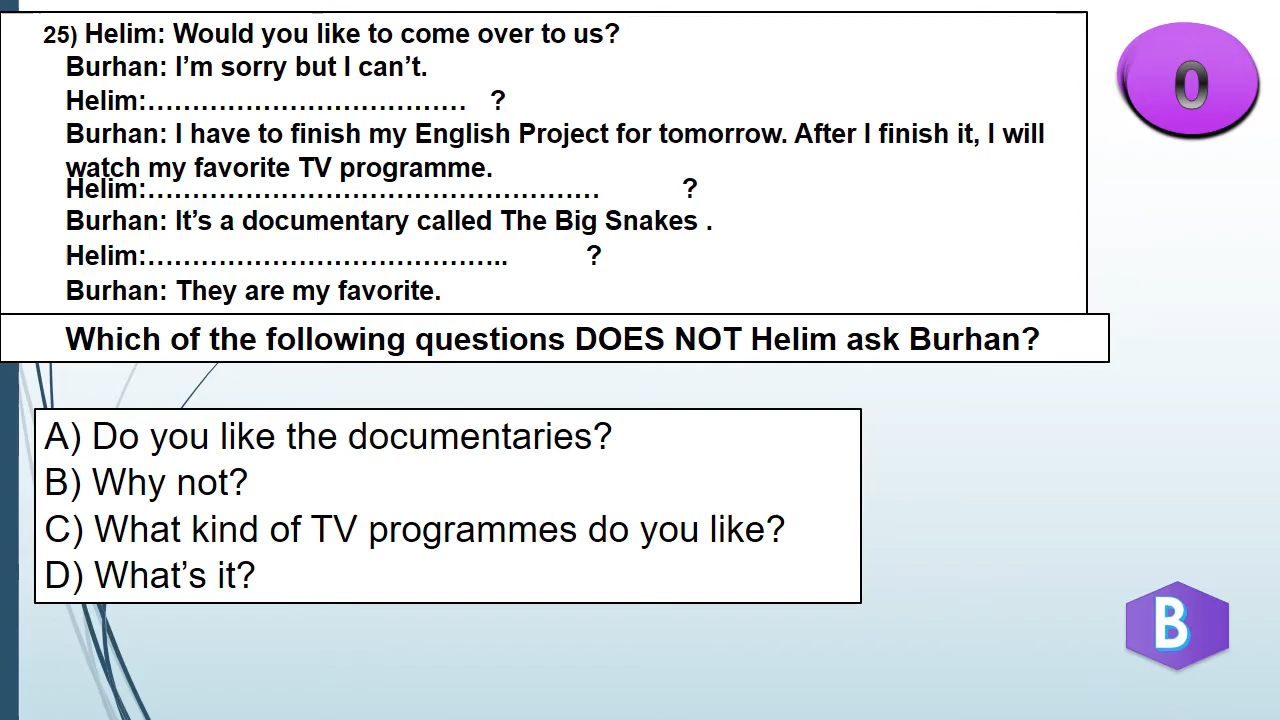 25) Helim: Would you like to come over to us?
Burhan: I’m sorry but I can’t.
Helim:……………………………… ?
Burhan: I have to finish my English Project for tomorrow. After I finish it, I will
watch my favorite TV programme.
Helim:…………………………………………… ?
Burhan: It’s a documentary called The Big Snakes .
Helim:………………………………….. ?
Burhan: They are my favorite.
Which of the following questions DOES NOT Helim ask Burhan?
A) Do you like the documentaries?
B) Why not?
C) What kind of TV programmes do you like?
D) What’s it?
0
B